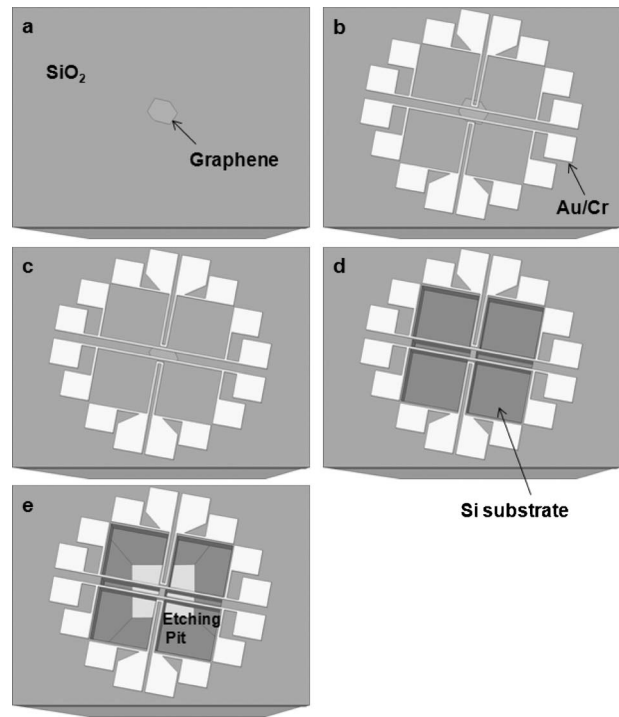 a
SiO₂
Graphene
b
Au/Cr
c
d
Si substrate
e
Etching
Pit